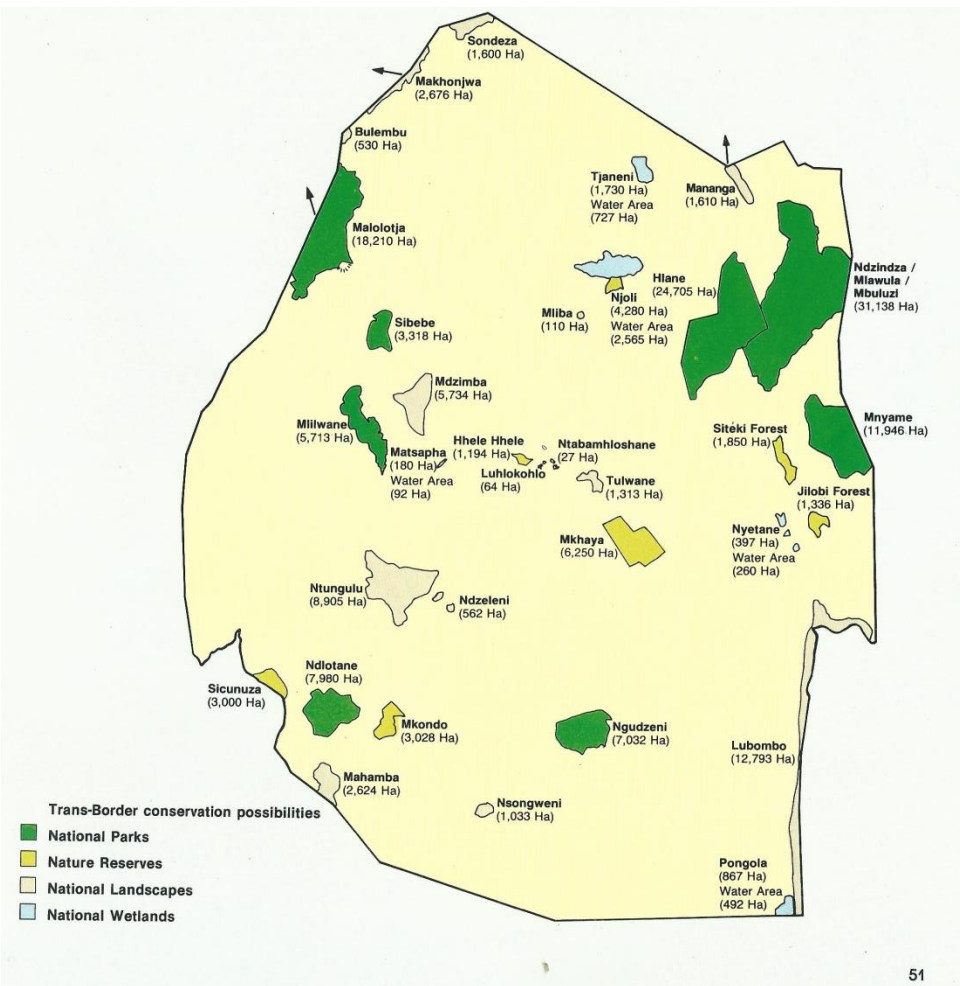 Sondeza
(1,600 Ha)
Makhonjwa
(2,676 Ha)
Bulembu
(530 Ha)
Tjaneni
(1,730 Ha)
Water Area
(727 Ha)
Mananga
(1,610 Ha)
Malolotja
(18,210 Ha)
Hlane
(24,705 Ha)
Ndzindza /
Mlawula /
Mbuluzi
(31,138 Ha)
Njoli
(4,280 Ha)
Water Area
(2,565 Ha)
Mliba
(110 Ha)
Sibebe
(3,318 Ha)
Mdzimba
(5,734 Ha)
Mlilwane
(5,713 Ha)
Matsapha
(180 Ha)
Water Area
(92 Ha)
Hhele Hhele
(1,194 Ha)
Luhlokohlo
(64 Ha)
Ntabamhloshane
(27 Ha)
Tulwane
(1,313 Ha)
Siteki Forest
(1,850 Ha)
Mnyame
(11,946 Ha)
Jilobi Forest
(1,336 Ha)
Nyetane
(397 Ha)
Water Area
(260 Ha)
Mkhaya
(6,250 Ha)
Ntungulu
(8,905 Ha)
Ndzeleni
(562 Ha)
Sicunuza
(3,000 Ha)
Ndlotane
(7,980 Ha)
Mkondo
(3,028 Ha)
Ngudzeni
(7,032 Ha)
Lubombo
(12,793 Ha)
Mahamba
(2,624 Ha)
Nsongweni
(1,033 Ha)
Pongola
(867 Ha)
Water Area
(492 Ha)
Trans-Border conservation possibilities
National Parks
Nature Reserves
National Landscapes
National Wetlands
51